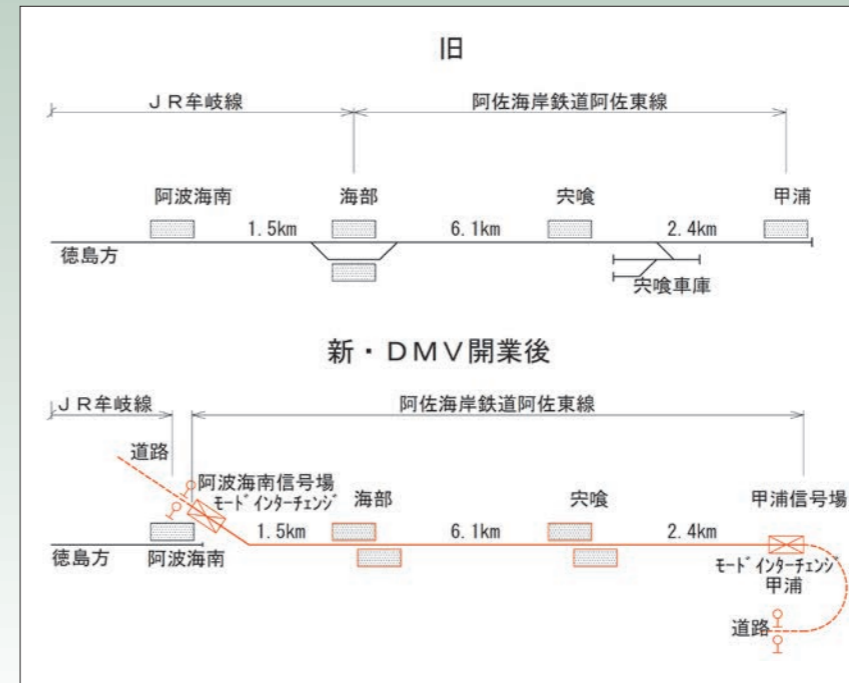 旧
ＪＲ牟岐線 阿佐海岸鉄道阿佐東線
阿波海南 海部 宍喰 甲浦
1.5km 6.1km 2.4km
徳島方
宍喰車庫
新・ＤＭＶ開業後
ＪＲ牟岐線 阿佐海岸鉄道阿佐東線
道路
阿波海南信号場
ﾓｰﾄﾞｲﾝﾀｰﾁｪﾝｼﾞ 海部 宍喰 甲浦信号場
1.5km 6.1km 2.4km
徳島方 阿波海南
ﾓｰﾄﾞｲﾝﾀｰﾁｪﾝｼﾞ
甲浦
道路